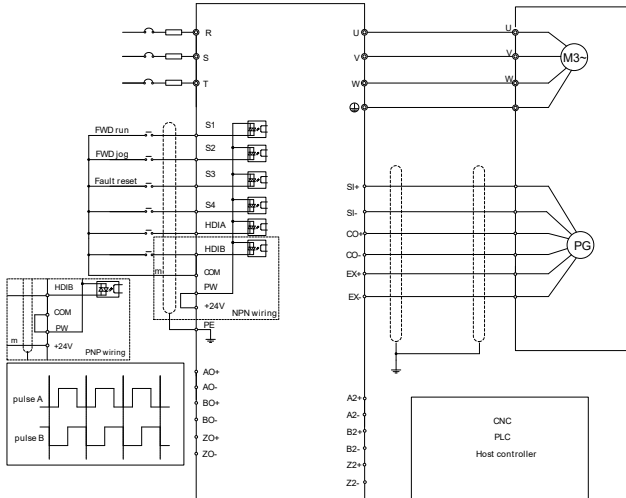 R
S
T
U
V
W
U
V
W
M3~
FWD run
S1
FWD jog
S2
Fault reset
S3
S4
HDIA
HDIB
COM
m
PW
+24V
NPN wiring
PE
HDIB
COM
PW
m
+24V
PNP wiring
SI+
SI-
CO+
CO-
EX+
EX-
PG
pulse A
pulse B
AO+
AO-
BO+
BO-
ZO+
ZO-
A2+
A2-
B2+
B2-
Z2+
Z2-
CNC
PLC
Host controller